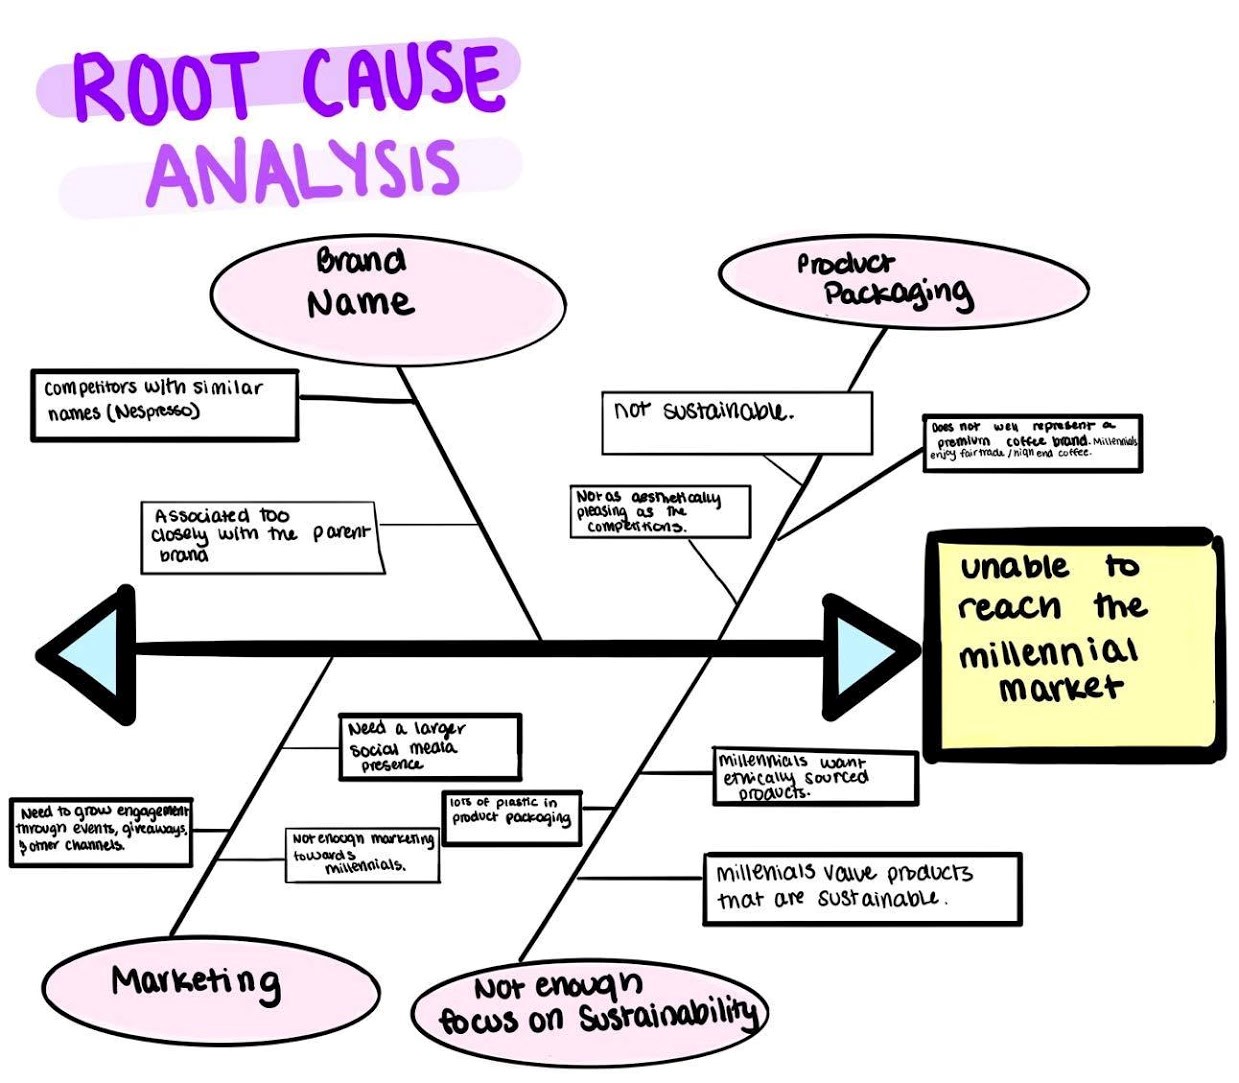 ROOT CAUSE
ANALYSIS
Brand
Name
Product
Packaging
competitors with similar
names (Nespresso)
not sustainable.
Does not well represent a
premium coffee brand. Millennials
enjoy fairtrade / high end coffee.
Not as aesthetically
pleasing as the
competitions.
Associated too
closely with the parent
brand
unable to
reach the
millennial
market
Need a larger
social media
presence
millennials want
ethically sourced
products.
lots of plastic in
product packaging
Need to grow engagement
through events, giveaways,
& other channels.
Not enough marketing
towards
millennials.
millenials value products
that are sustainable.
Marketing
Not enough
focus on Sustainability